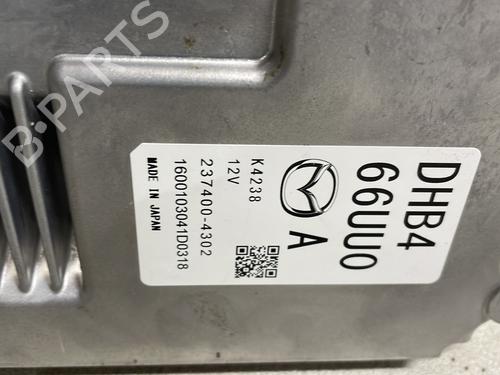 B-PARTS
DHB4
66UU0
A
K4238
12V
237400-4302
1600103041D0318
MADE IN JAPAN